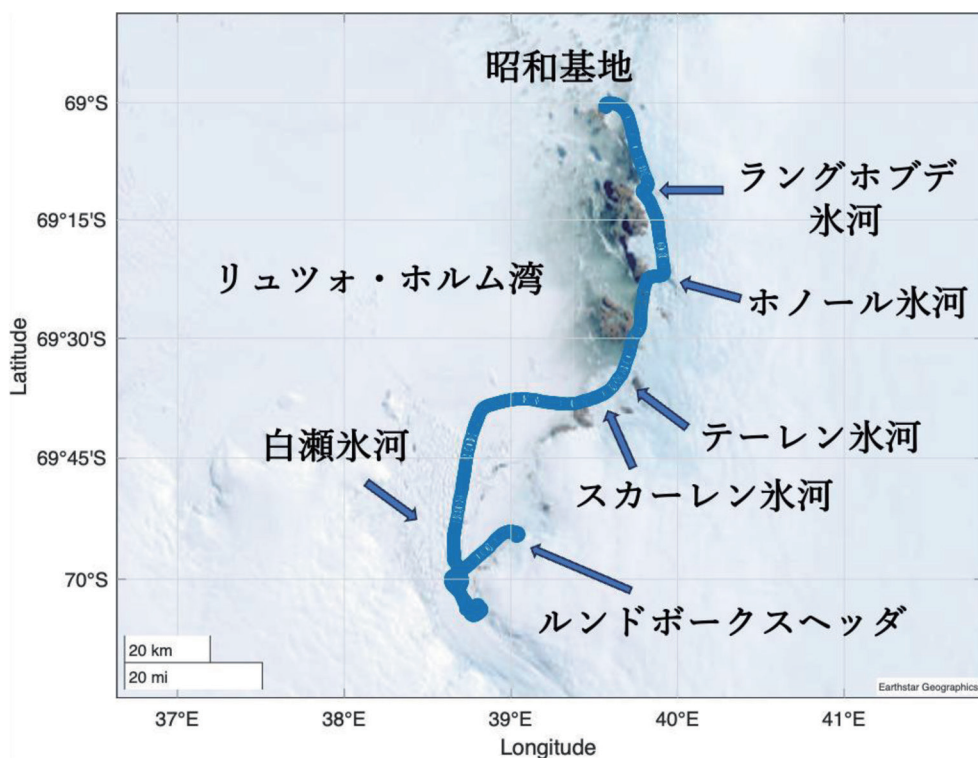 昭和基地
69°S
ラングホブデ
氷河
69°15'S
リュツォ・ホルム湾
ホノール氷河
Latitude
69°30'S
白瀬氷河
テーレン氷河
69°45'S
スカーレン氷河
70°S
ルンドボークスヘッダ
20 km
20 mi
Earthstar Geographics
37°E
38°E
39°E
40°E
41°E
Longitude